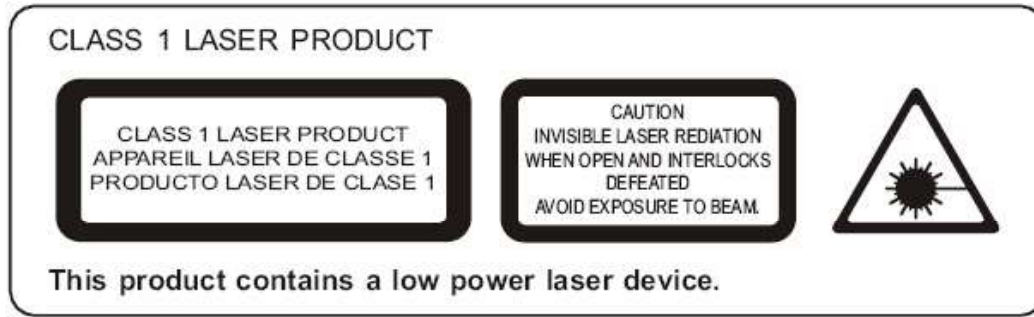 CLASS 1 LASER PRODUCT
CLASS 1 LASER PRODUCT
APPAREIL LASER DE CLASSE 1
PRODUCTO LASER DE CLASE 1
CAUTION
INVISIBLE LASER REDIATION
WHEN OPEN AND INTERLOCKS
DEFEATED
AVOID EXPOSURE TO BEAM.
This product contains a low power laser device.